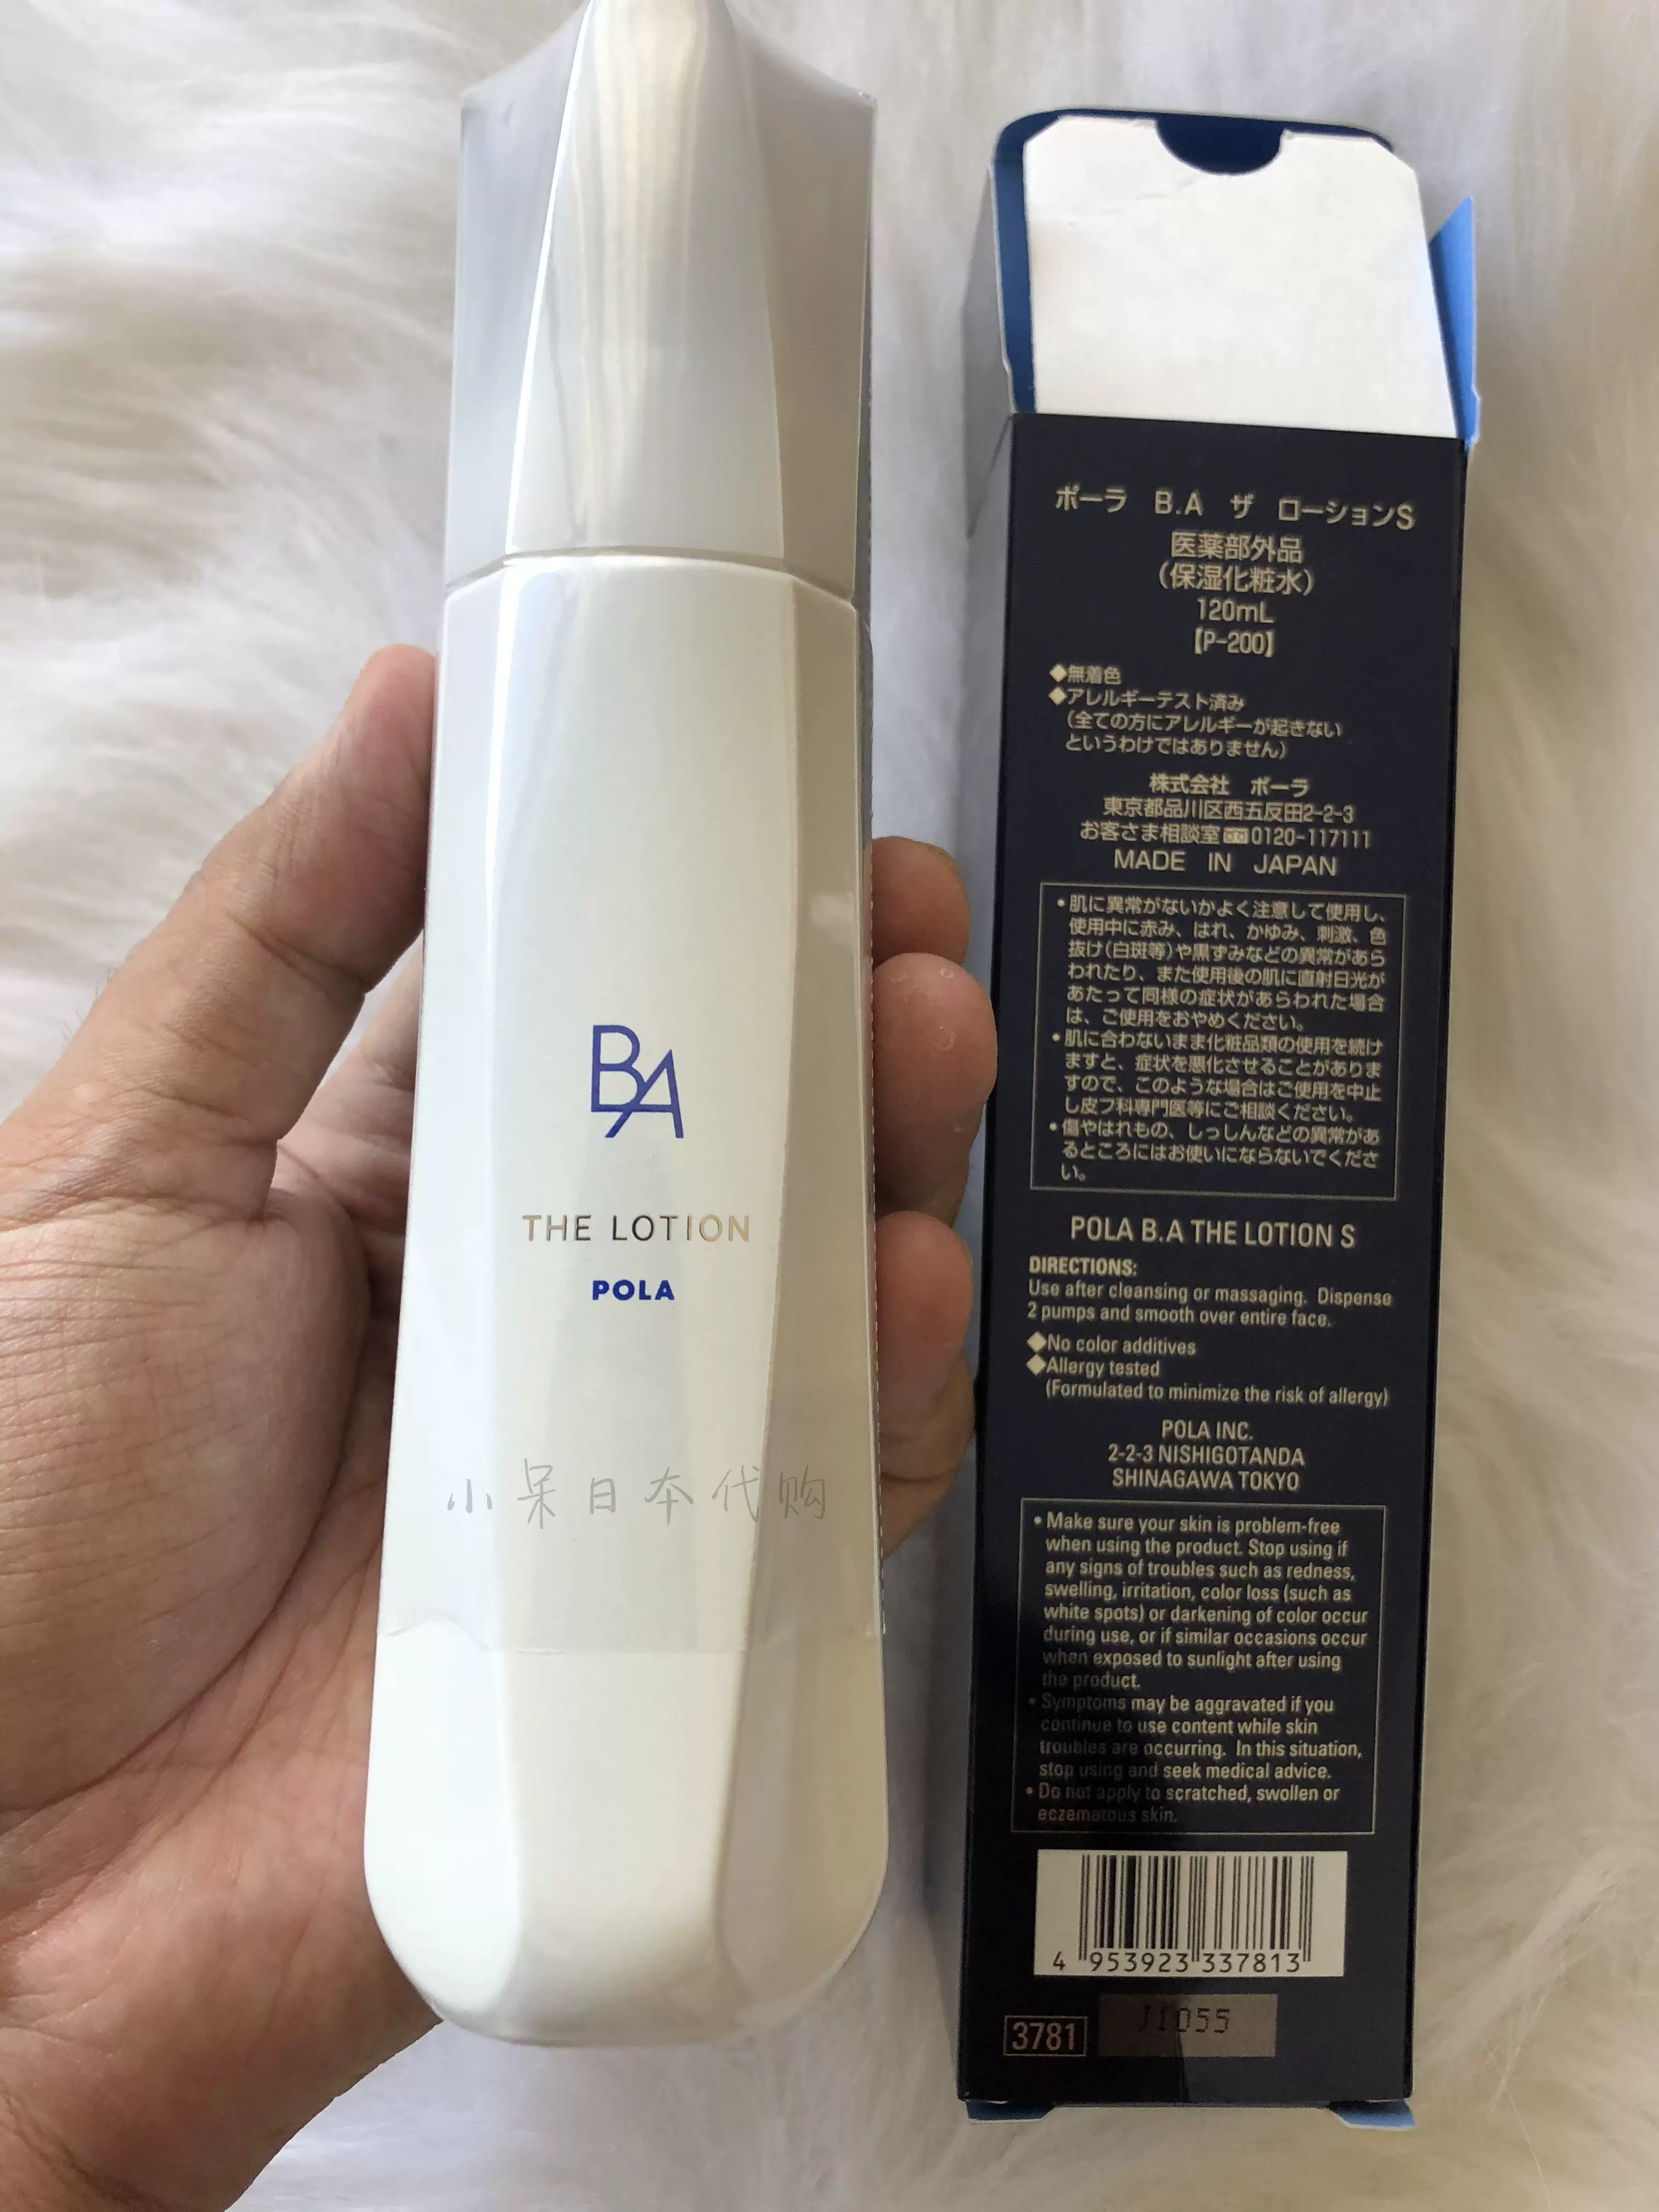 BA
THE LOTION
POLA
小呆日本代购
ポーラ B.A ザ ローションS
医薬部外品
(保湿化粧水)
120mL
【P-200】
◆無着色
◆アレルギーテスト済み
(全ての方にアレルギーが起きない
というわけではありません)
株式会社 ポーラ
東京都品川区西五反田2-2-3
お客さま相談室 0120-117111
MADE IN JAPAN
•肌に異常がないかよく注意して使用し、
使用中に赤み、はれ、かゆみ、刺激、色
抜け(白斑等)や黒ずみなどの異常があら
われたり、また使用後の肌に直射日光が
あたって同様の症状があらわれた場合
は、ご使用をおやめください。
•肌に合わないまま化粧品類の使用を続け
ますと、症状を悪化させることがありま
すので、このような場合はご使用を中止
し皮フ科専門医等にご相談ください。
•傷やはれもの、しっしんなどの異常があ
るところにはお使いにならないでくださ
い。
POLA B.A THE LOTION S
DIRECTIONS:
Use after cleansing or massaging. Dispense
2 pumps and smooth over entire face.
◆No color additives
◆Allergy tested
(Formulated to minimize the risk of allergy)
POLA INC.
2-2-3 NISHIGOTANDA
SHINAGAWA TOKYO
• Make sure your skin is problem-free
when using the product. Stop using if
any signs of troubles such as redness,
swelling, irritation, color loss (such as
white spots) or darkening of color occur
during use, or if similar occasions occur
when exposed to sunlight after using
the product.
• Symptoms may be aggravated if you
continue to use content while skin
troubles are occurring. In this situation,
stop using and seek medical advice.
• Do not apply to scratched, swollen or
eczematous skin.
4 953923 337813
3781 J1055